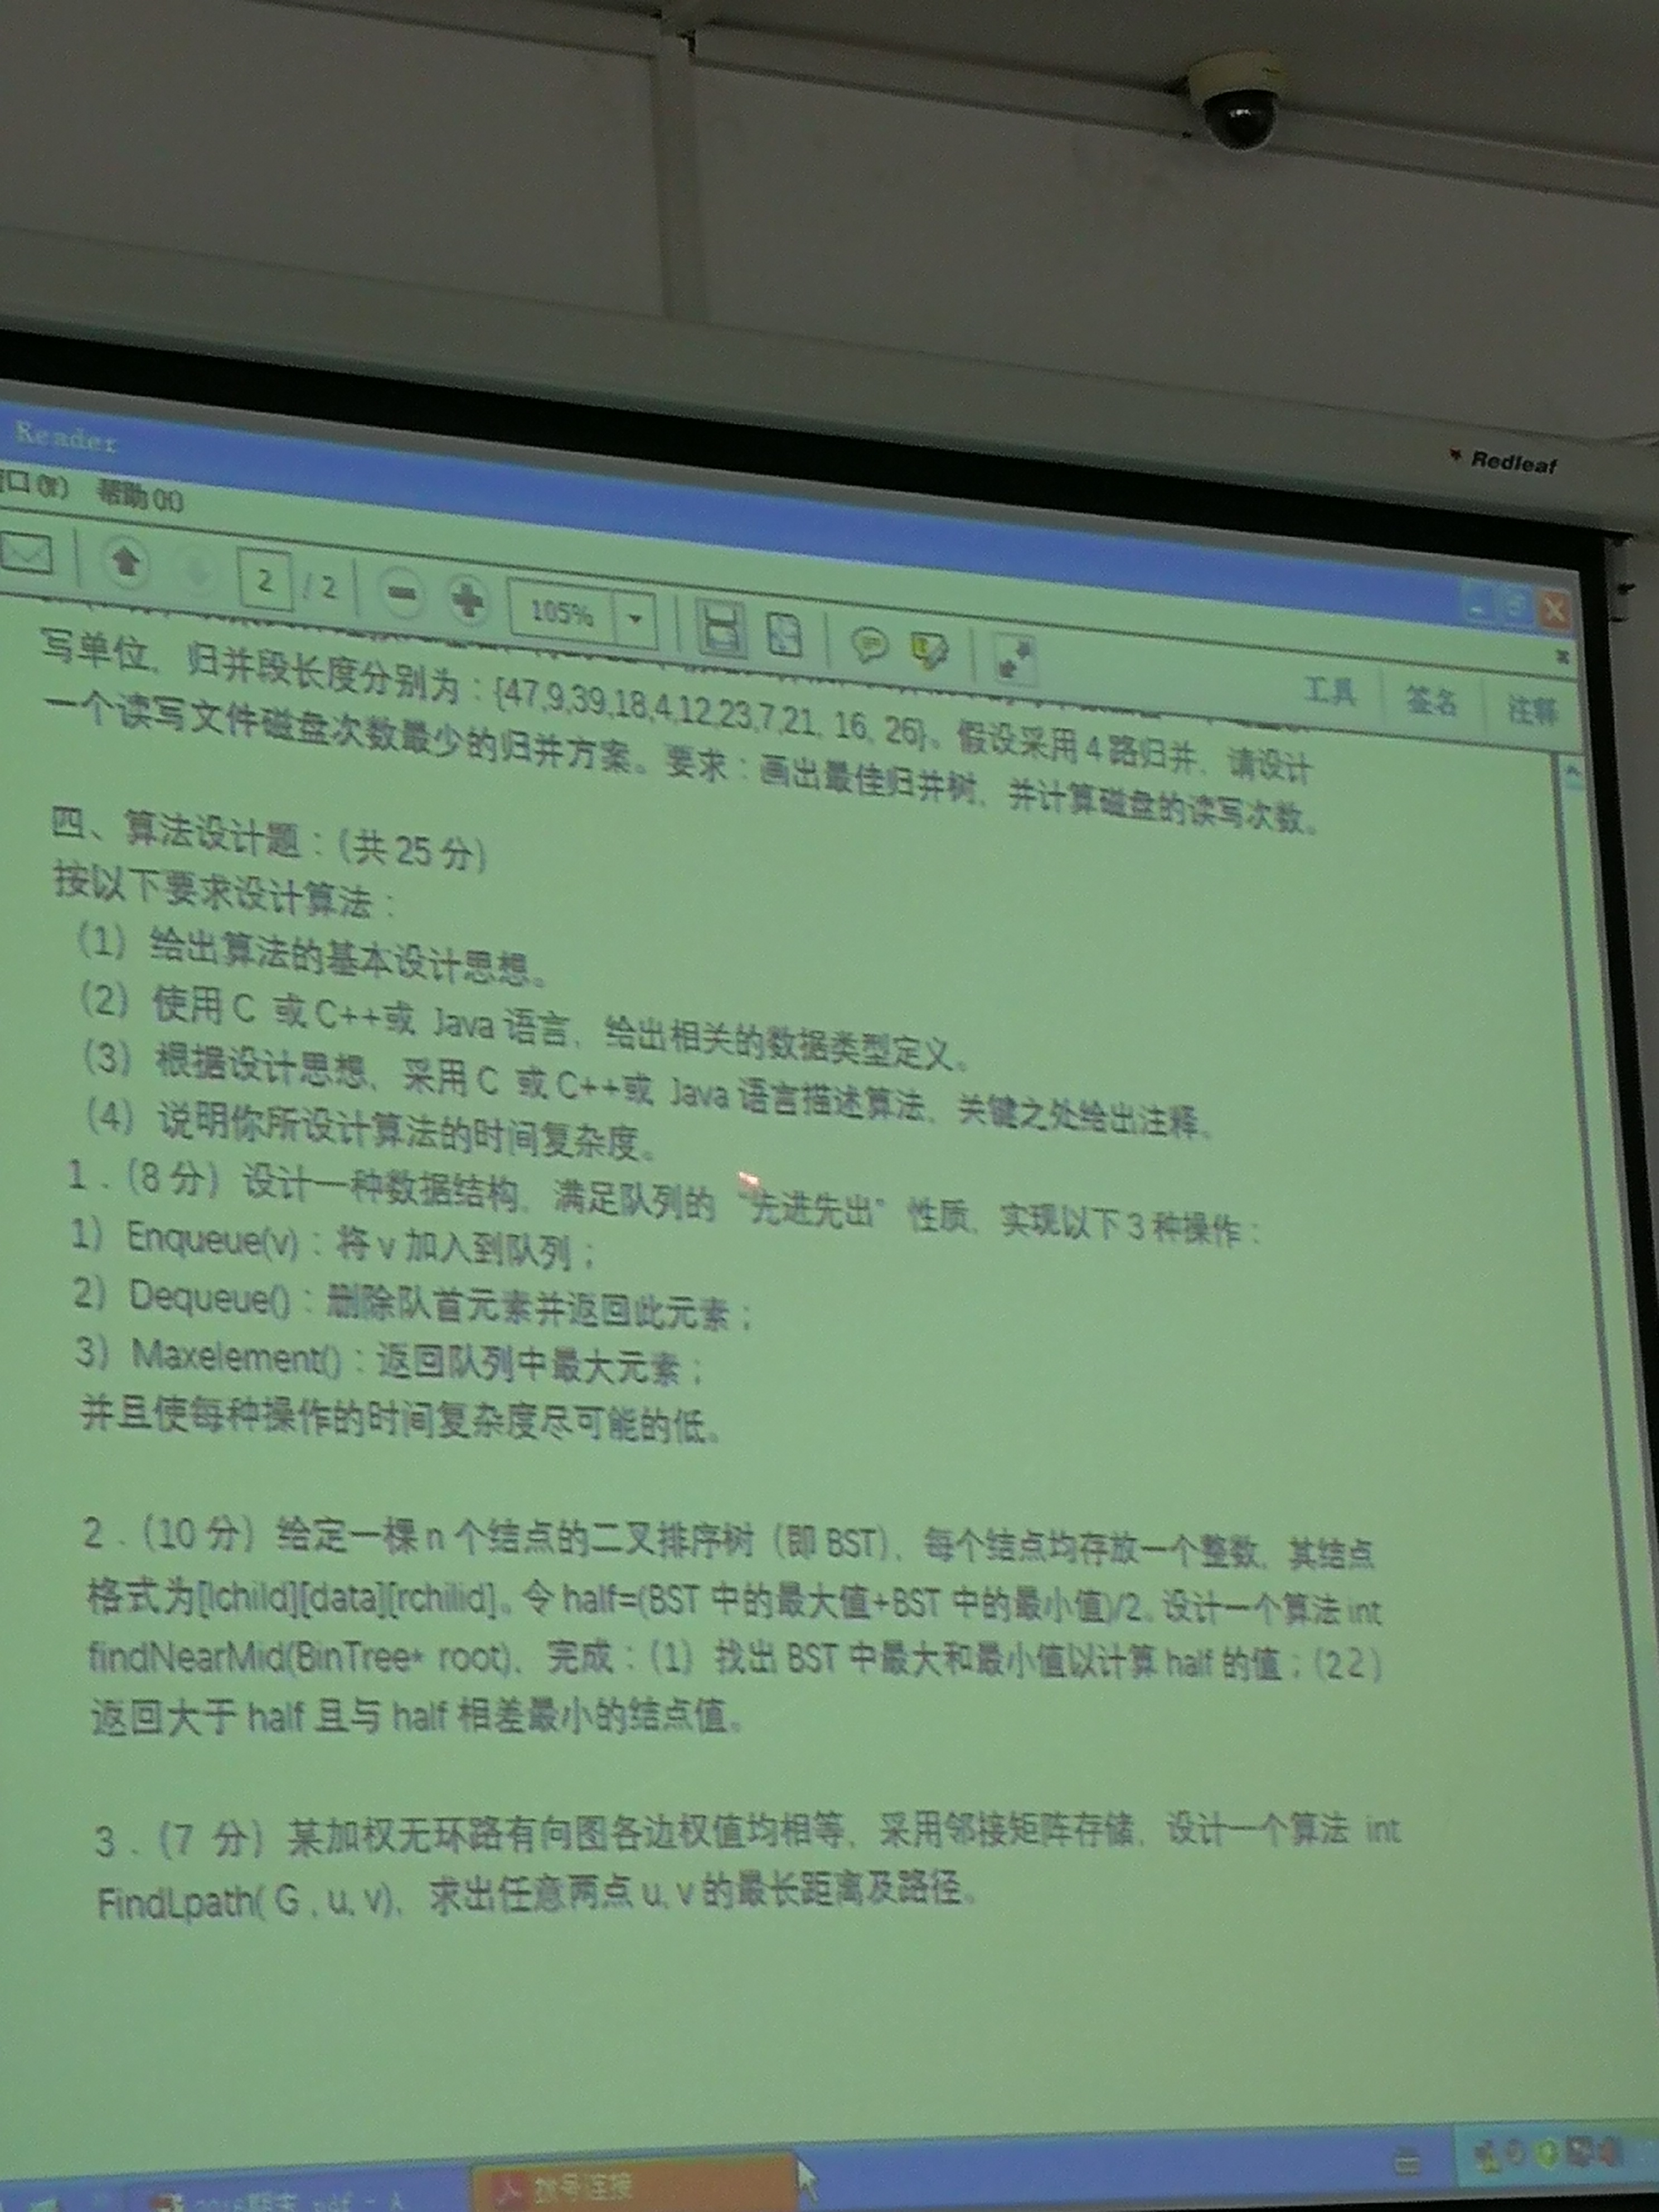 Redleaf
Reader
口(W) 帮助(H)
2 / 2 105%
工具 签名 注释
写单位，归并段长度分别为：{47,9,39,18,4,12,23,7,21, 16, 26}。假设采用 4 路归并，请设计
一个读写文件磁盘次数最少的归并方案。要求：画出最佳归并树，并计算磁盘的读写次数。
四、算法设计题：（共 25 分）
按以下要求设计算法：
（1）给出算法的基本设计思想。
（2）使用 C 或 C++或 Java 语言，给出相关的数据类型定义。
（3）根据设计思想，采用 C 或 C++或 Java 语言描述算法，关键之处给出注释。
（4）说明你所设计算法的时间复杂度。
1．（8 分）设计一种数据结构，满足队列的“先进先出”性质，实现以下 3 种操作：
1）Enqueue(v)：将 v 加入到队列；
2）Dequeue()：删除队首元素并返回此元素；
3）Maxelement()：返回队列中最大元素；
并且使每种操作的时间复杂度尽可能的低。
2．（10 分）给定一棵 n 个结点的二叉排序树（即 BST），每个结点均存放一个整数，其结点
格式为[lchild][data][rchilid]。令 half=(BST 中的最大值+BST 中的最小值)/2。设计一个算法 int
findNearMid(BinTree* root)，完成：（1）找出 BST 中最大和最小值以计算 half 的值；（2 2）
返回大于 half 且与 half 相差最小的结点值。
3．（7 分）某加权无环路有向图各边权值均相等，采用邻接矩阵存储，设计一个算法 int
FindLpath( G , u, v)，求出任意两点 u, v 的最长距离及路径。
2016期末.pdf - A
拨号连接